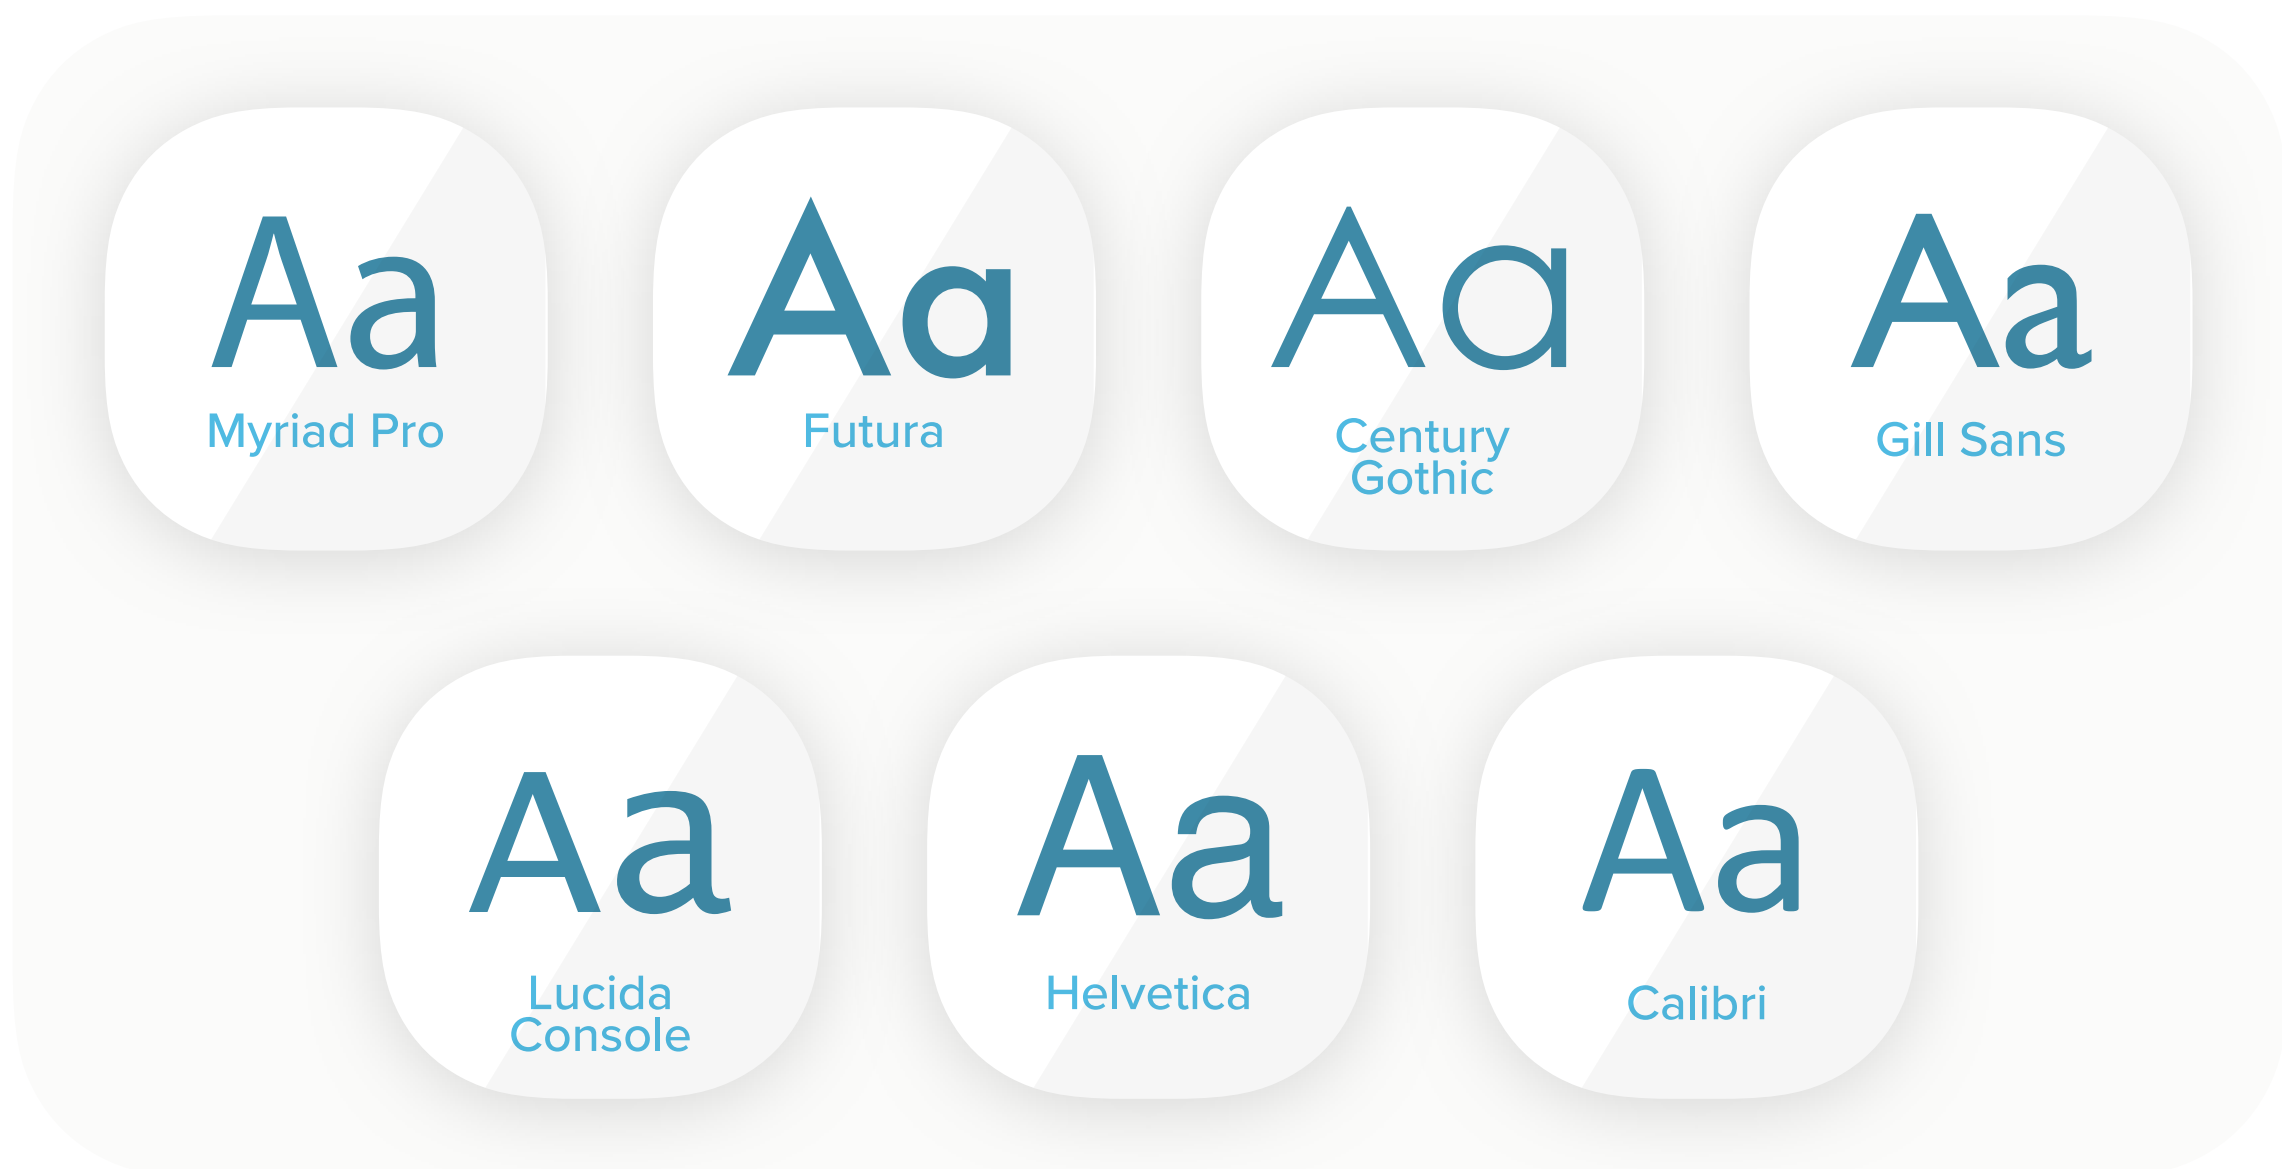 Aa
Myriad Pro
Aa
Futura
Aa
Century
Gothic
Aa
Gill Sans
Aa
Lucida
Console
Aa
Helvetica
Aa
Calibri